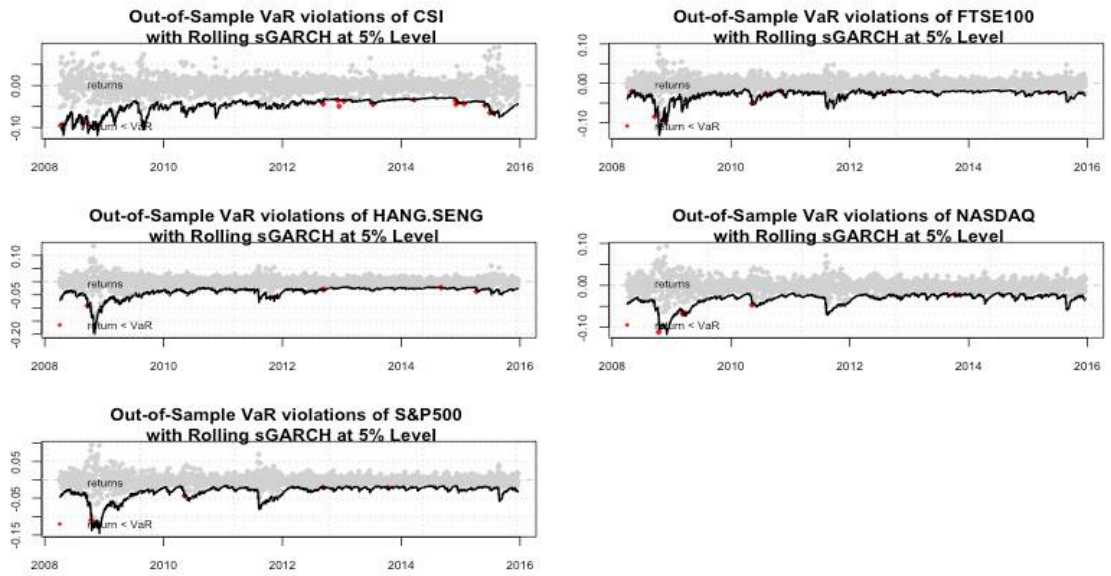 Out-of-Sample VaR violations of CSI
with Rolling sGARCH at 5% Level
0.00
-0.10
returns
return < VaR
2008 2010 2012 2014 2016
Out-of-Sample VaR violations of FTSE100
with Rolling sGARCH at 5% Level
0.10
0.00
-0.10
returns
return < VaR
2008 2010 2012 2014 2016
Out-of-Sample VaR violations of HANG.SENG
with Rolling sGARCH at 5% Level
0.10
-0.05
-0.20
returns
return < VaR
2008 2010 2012 2014 2016
Out-of-Sample VaR violations of NASDAQ
with Rolling sGARCH at 5% Level
0.10
0.00
-0.10
returns
return < VaR
2008 2010 2012 2014 2016
Out-of-Sample VaR violations of S&P500
with Rolling sGARCH at 5% Level
0.05
-0.05
-0.15
returns
return < VaR
2008 2010 2012 2014 2016